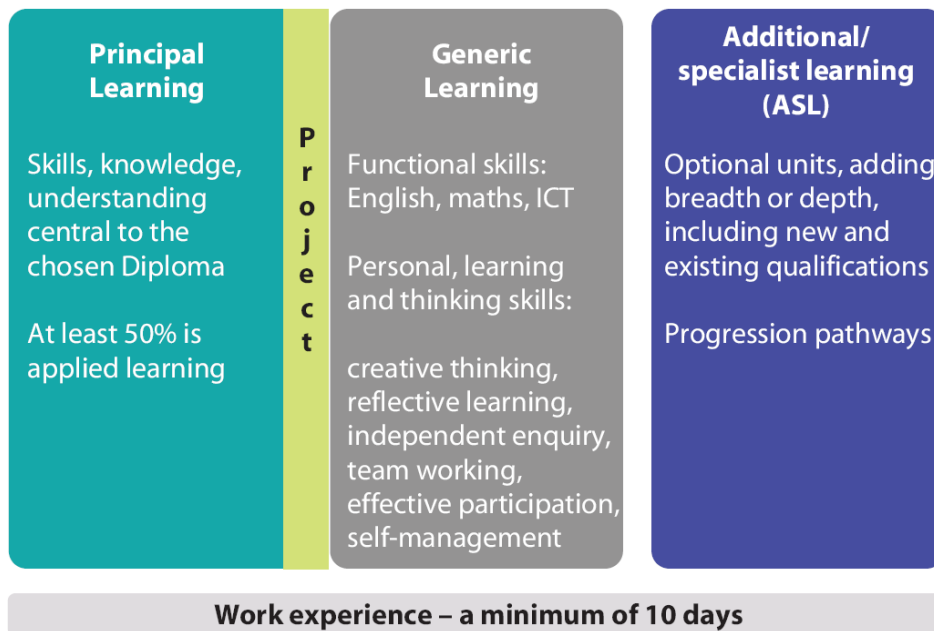 Principal
Learning
Skills, knowledge,
understanding
central to the
chosen Diploma
At least 50% is
applied learning
Project
Generic
Learning
Functional skills:
English, maths, ICT
Personal, learning
and thinking skills:
creative thinking,
reflective learning,
independent enquiry,
team working,
effective participation,
self-management
Additional/
specialist learning
(ASL)
Optional units, adding
breadth or depth,
including new and
existing qualifications
Progression pathways
Work experience – a minimum of 10 days